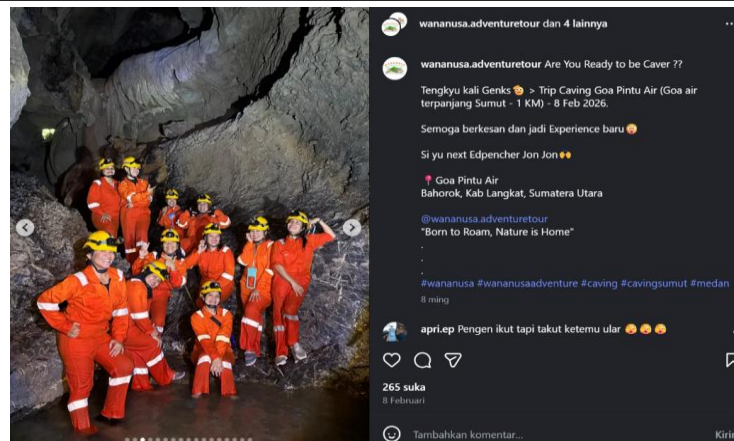 wananusa.adventuretour dan 4 lainnya
wananusa.adventuretour Are You Ready to be Caver ??
Tengkyu kali Genks > Trip Caving Goa Pintu Air (Goa air
terpanjang Sumut - 1 KM) - 8 Feb 2026.
Semoga berkesan dan jadi Experience baru
Si yu next Edpencher Jon Jon🙌
📍 Goa Pintu Air
Bahorok, Kab Langkat, Sumatera Utara
@wananusa.adventuretour
"Born to Roam, Nature is Home"
.
.
.
#wananusa #wananusaadventure #caving #cavingsumut #medan
8 ming
apri.ep Pengen ikut tapi takut ketemu ular
265 suka
8 Februari
Tambahkan komentar...